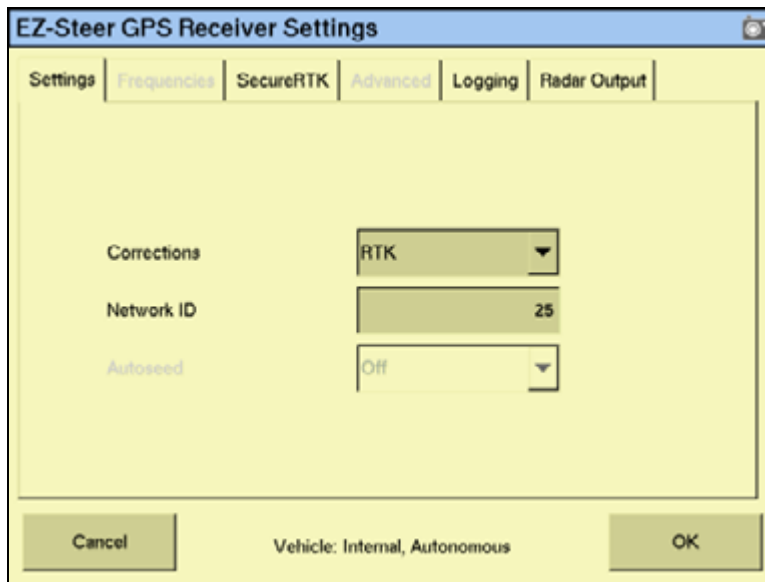 EZ-Steer GPS Receiver Settings
Settings Frequencies SecureRTK Advanced Logging Radar Output
Corrections RTK
Network ID 25
Autoseed Off
Cancel Vehicle: Internal, Autonomous OK